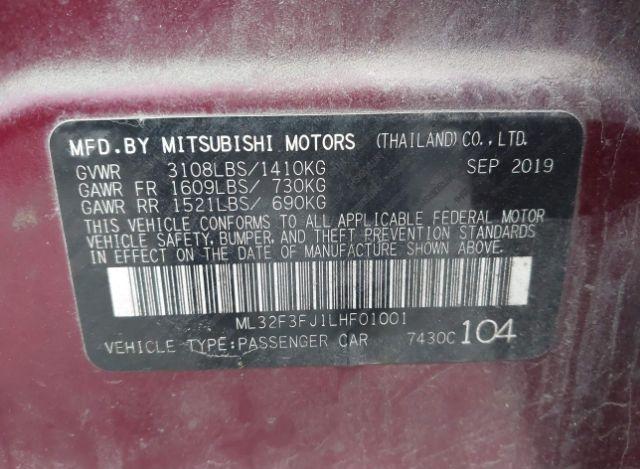 MFD.BY MITSUBISHI MOTORS (THAILAND)CO.,LTD.
GVWR 3108LBS/1410KG SEP 2019
GAWR FR 1609LBS/ 730KG
GAWR RR 1521LBS/ 690KG
THIS VEHICLE CONFORMS TO ALL APPLICABLE FEDERAL MOTOR
VEHICLE SAFETY, BUMPER, AND THEFT PREVENTION STANDARDS
IN EFFECT ON THE DATE OF MANUFACTURE SHOWN ABOVE.
ML32F3FJ1LHF01001
VEHICLE TYPE:PASSENGER CAR 7430C 104